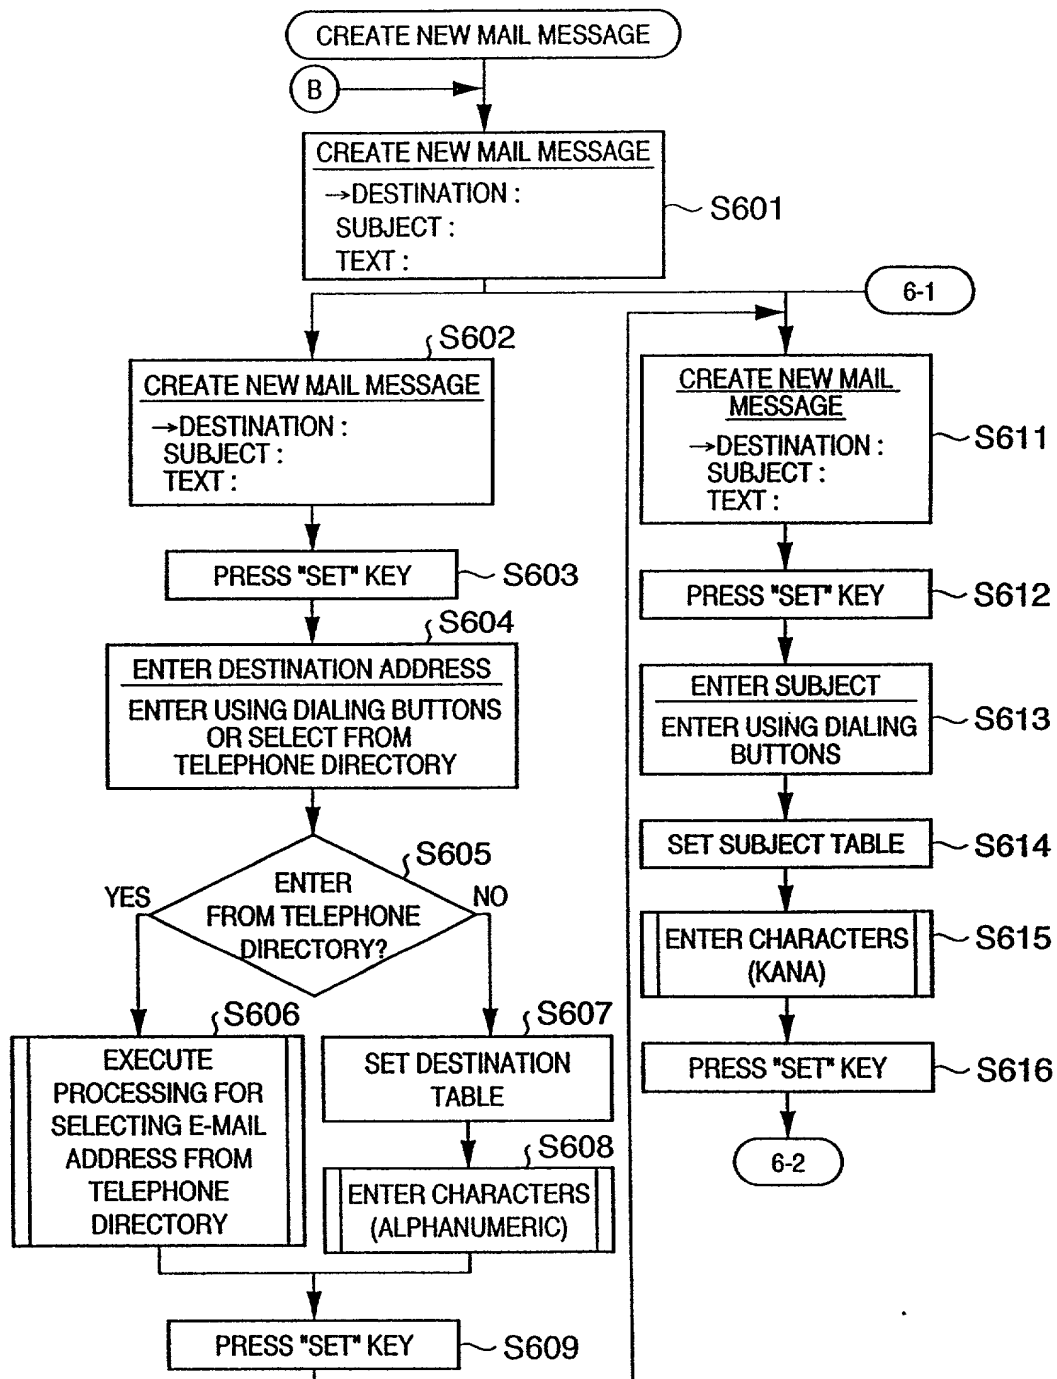 CREATE NEW MAIL MESSAGE
B
CREATE NEW MAIL MESSAGE
→DESTINATION :
SUBJECT :
TEXT :
S601
6-1
S602
CREATE NEW MAIL MESSAGE
→DESTINATION :
SUBJECT :
TEXT :
PRESS "SET" KEY
S603
S604
ENTER DESTINATION ADDRESS
ENTER USING DIALING BUTTONS
OR SELECT FROM
TELEPHONE DIRECTORY
S605
ENTER
FROM TELEPHONE
DIRECTORY?
YES
NO
S606
EXECUTE
PROCESSING FOR
SELECTING E-MAIL
ADDRESS FROM
TELEPHONE
DIRECTORY
S607
SET DESTINATION
TABLE
S608
ENTER CHARACTERS
(ALPHANUMERIC)
PRESS "SET" KEY
S609
CREATE NEW MAIL
MESSAGE
→DESTINATION :
SUBJECT :
TEXT :
S611
PRESS "SET" KEY
S612
ENTER SUBJECT
ENTER USING DIALING
BUTTONS
S613
SET SUBJECT TABLE
S614
ENTER CHARACTERS
(KANA)
S615
PRESS "SET" KEY
S616
6-2